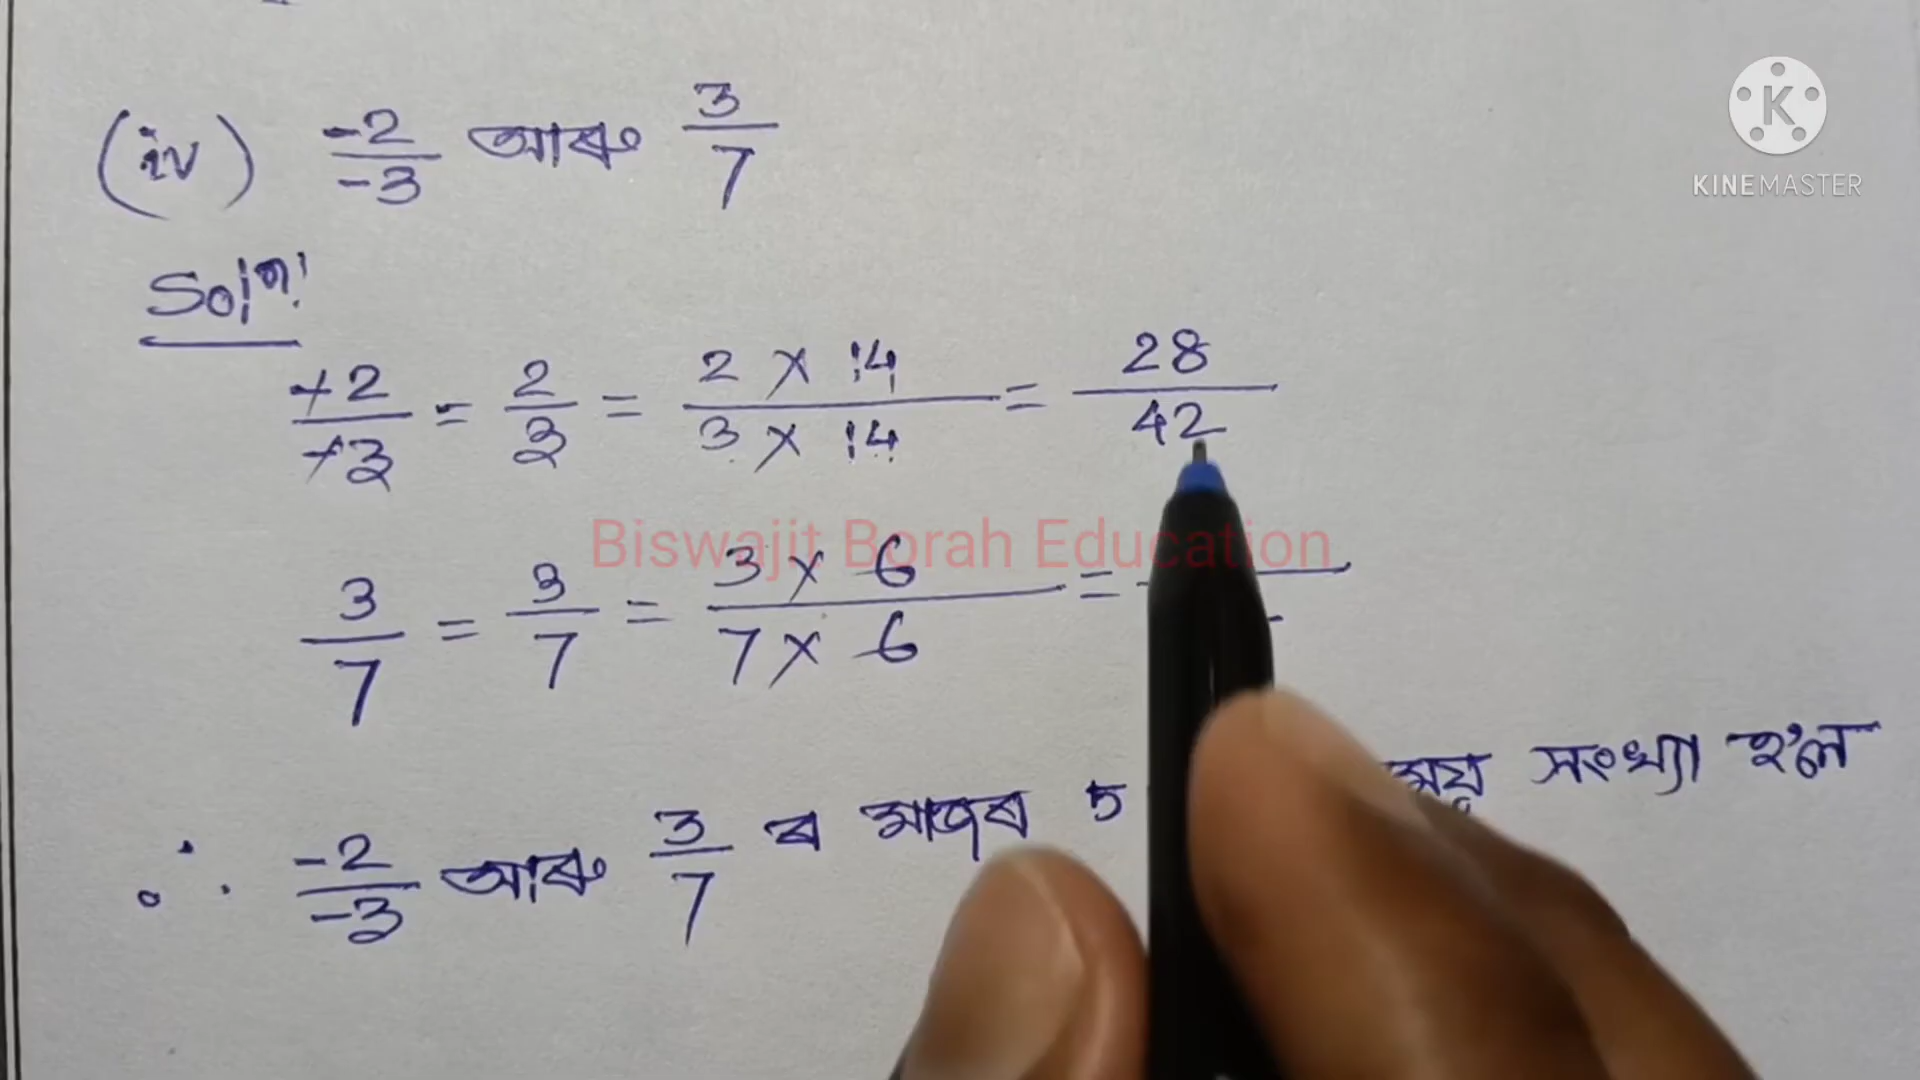 (iv) -2/-3 আৰু 3/7
KINEMASTER
Soln:
+2/+3 = 2/3 = 2 × 14 / 3 × 14 = 28/42
Biswajit Borah Education
3/7 = 3/7 = 3 × 6 / 7 × 6 =
∴ -2/-3 আৰু 3/7 ৰ মাজৰ 5 সংখ্যা হ'ল